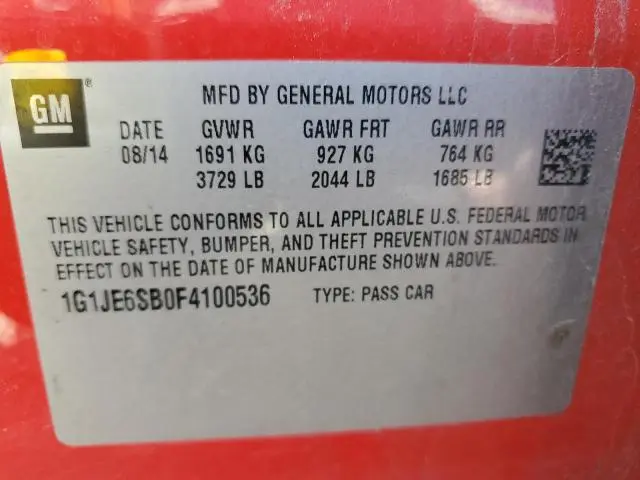 GM ®
MFD BY GENERAL MOTORS LLC
DATE GVWR GAWR FRT GAWR RR
08/14 1691 KG 927 KG 764 KG
3729 LB 2044 LB 1685 LB
THIS VEHICLE CONFORMS TO ALL APPLICABLE U.S. FEDERAL MOTOR
VEHICLE SAFETY, BUMPER, AND THEFT PREVENTION STANDARDS IN
EFFECT ON THE DATE OF MANUFACTURE SHOWN ABOVE.
1G1JE6SB0F4100536 TYPE: PASS CAR